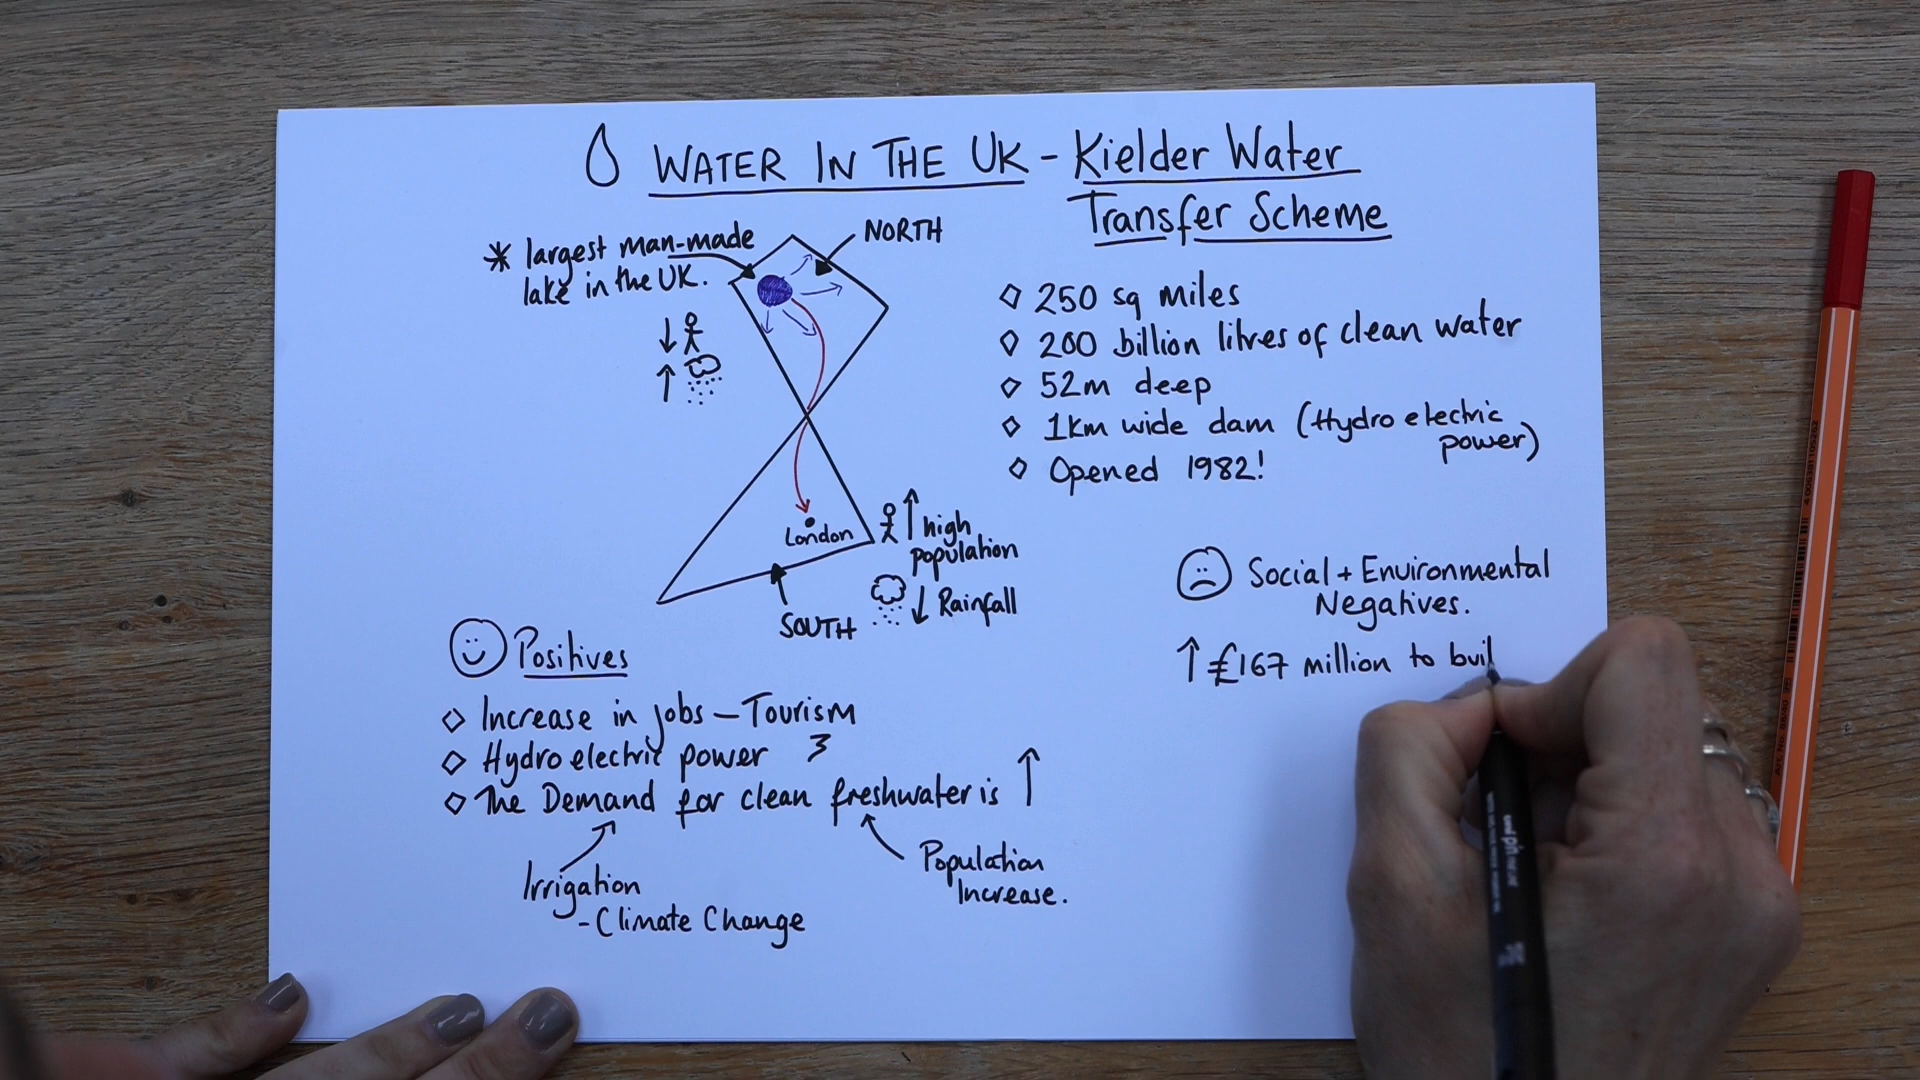 WATER IN THE UK - Kielder Water
Transfer Scheme
* largest man-made
lake in the UK.
NORTH
◇ 250 sq miles
◇ 200 billion litres of clean water
◇ 52m deep
◇ 1km wide dam (Hydro electric
power)
◇ Opened 1982!
London
↑ high
population
↓ Rainfall
SOUTH
Positives
◇ Increase in jobs – Tourism
◇ Hydro electric power
◇ The Demand for clean freshwater is ↑
Irrigation
- Climate Change
Population
Increase.
Social + Environmental
Negatives.
↑ £167 million to buil